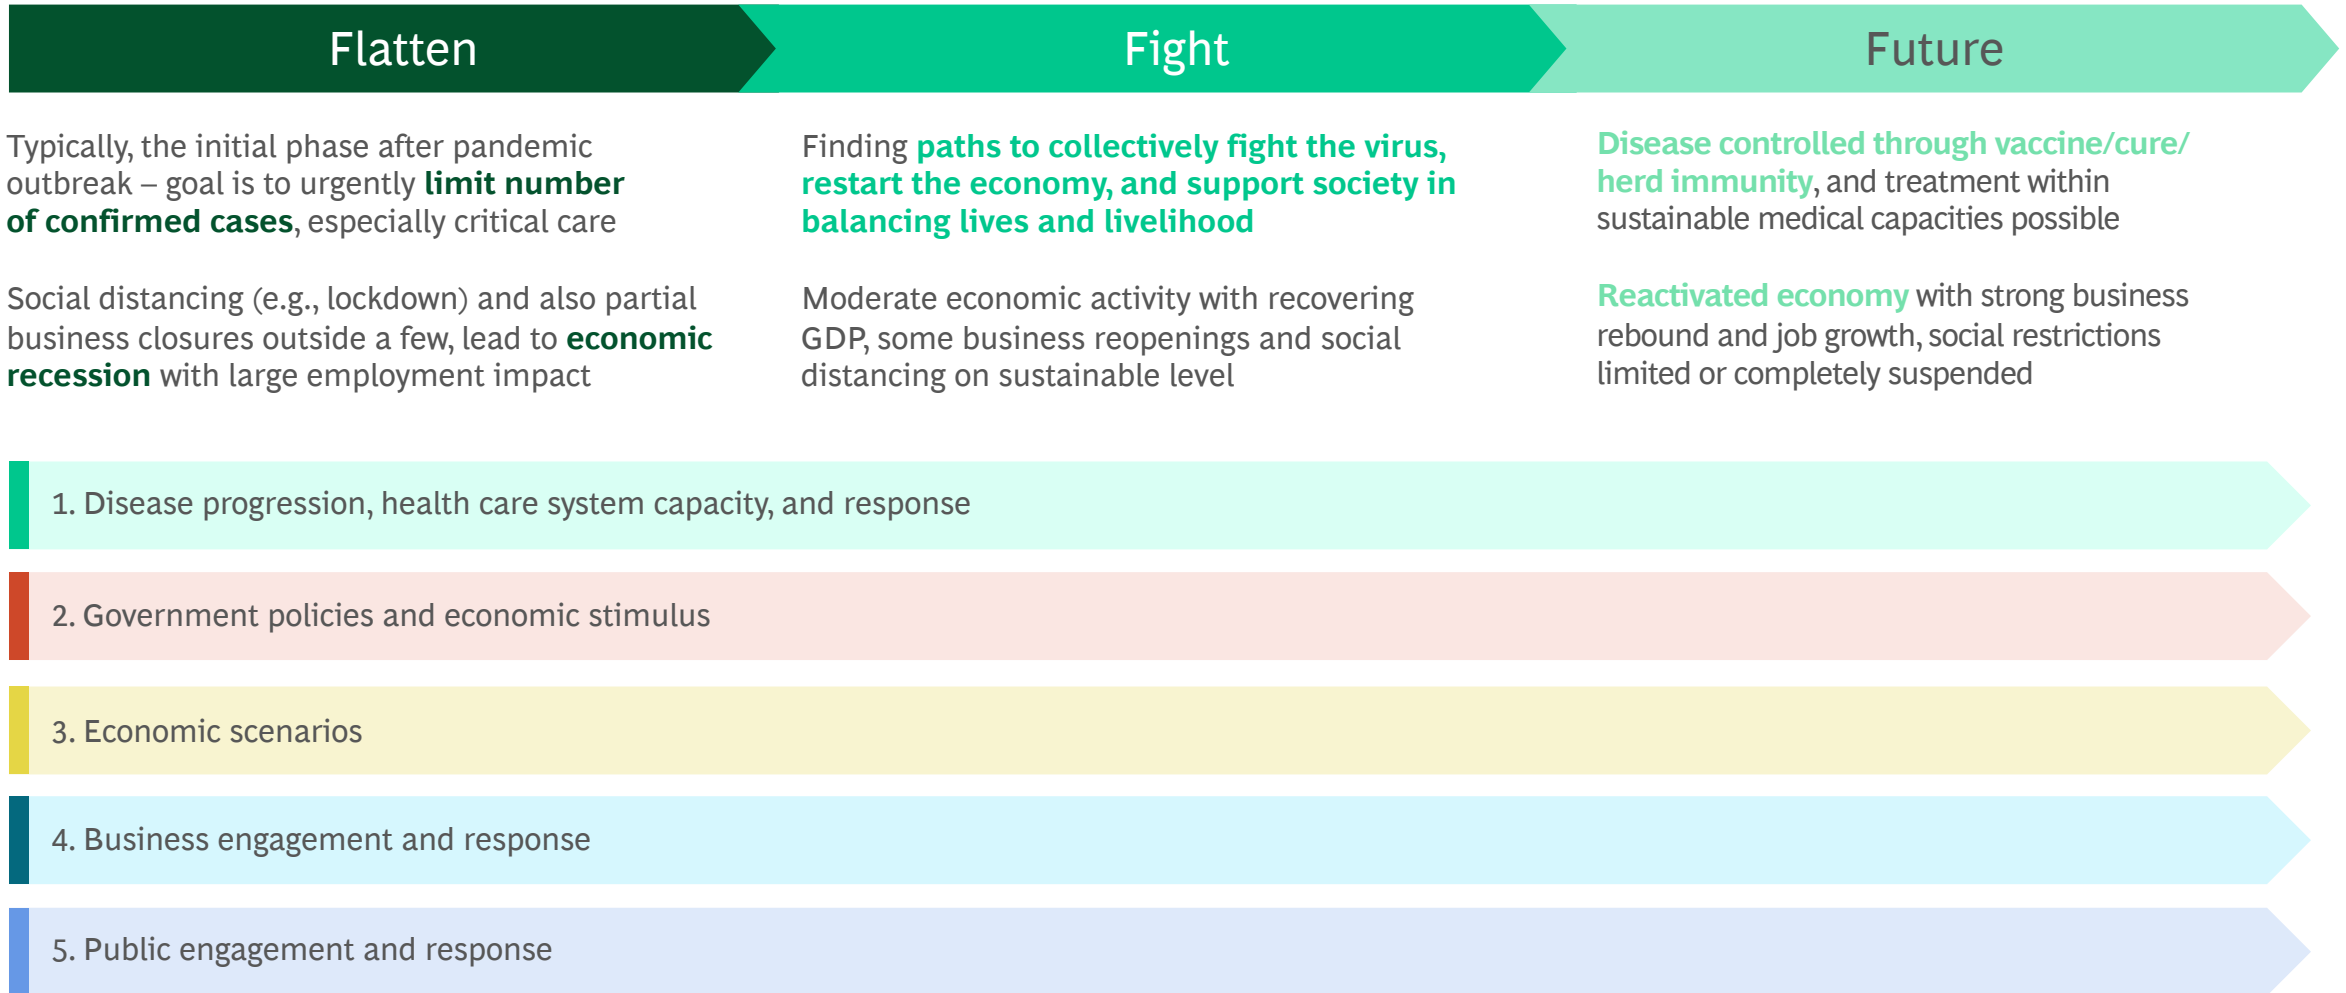 Flatten
Fight
Future
Typically, the initial phase after pandemic
outbreak – goal is to urgently limit number
of confirmed cases, especially critical care
Social distancing (e.g., lockdown) and also partial
business closures outside a few, lead to economic
recession with large employment impact
Finding paths to collectively fight the virus,
restart the economy, and support society in
balancing lives and livelihood
Moderate economic activity with recovering
GDP, some business reopenings and social
distancing on sustainable level
Disease controlled through vaccine/cure/
herd immunity, and treatment within
sustainable medical capacities possible
Reactivated economy with strong business
rebound and job growth, social restrictions
limited or completely suspended
1. Disease progression, health care system capacity, and response
2. Government policies and economic stimulus
3. Economic scenarios
4. Business engagement and response
5. Public engagement and response